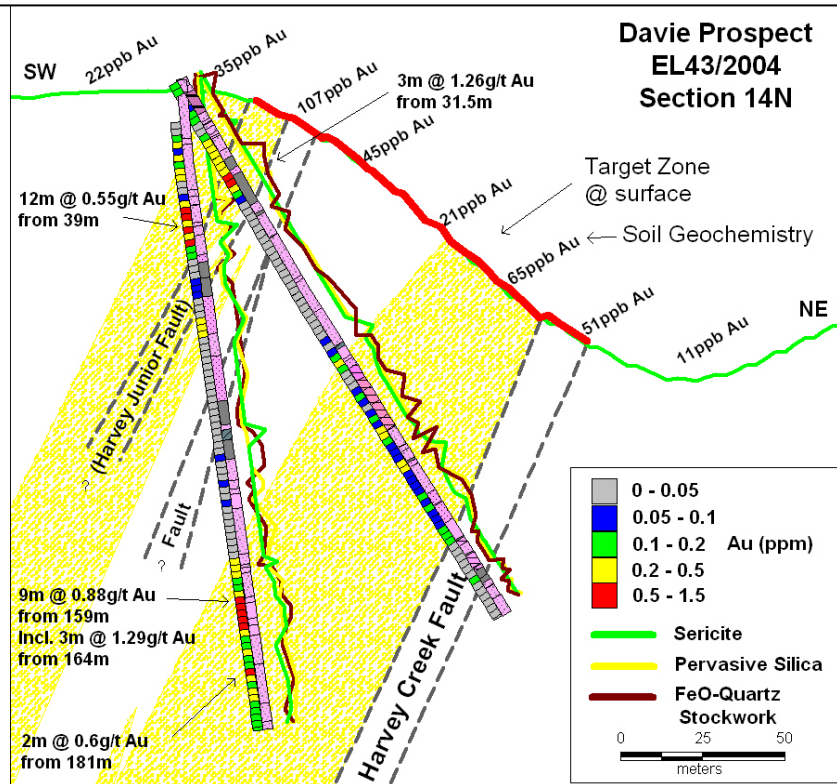 Davie Prospect
EL43/2004
Section 14N
SW
22ppb Au
35ppb Au
107ppb Au
45ppb Au
21ppb Au
65ppb Au
51ppb Au
11ppb Au
NE
3m @ 1.26g/t Au
from 31.5m
Target Zone
@ surface
Soil Geochemistry
12m @ 0.55g/t Au
from 39m
(Harvey Junior Fault)
?
Fault
?
9m @ 0.88g/t Au
from 159m
Incl. 3m @ 1.29g/t Au
from 164m
2m @ 0.6g/t Au
from 181m
Harvey Creek Fault
0 - 0.05
0.05 - 0.1
0.1 - 0.2
0.2 - 0.5
0.5 - 1.5
Au (ppm)
Sericite
Pervasive Silica
FeO-Quartz
Stockwork
0 25 50
meters